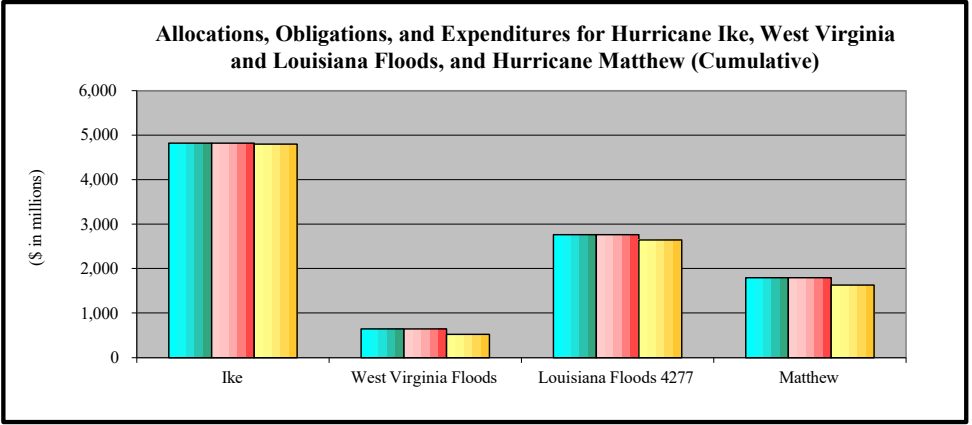 Allocations, Obligations, and Expenditures for Hurricane Ike, West Virginia
and Louisiana Floods, and Hurricane Matthew (Cumulative)
($ in millions)
6,000
5,000
4,000
3,000
2,000
1,000
0
Ike West Virginia Floods Louisiana Floods 4277 Matthew